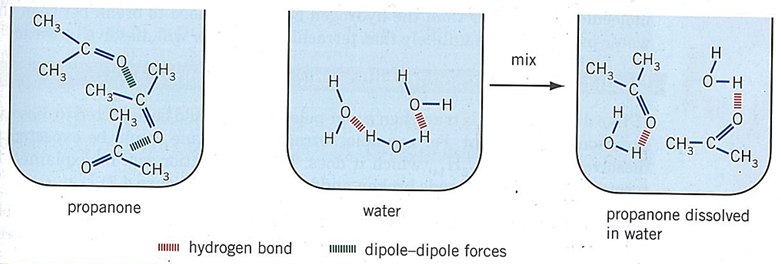 CH₃
C
O
CH₃
CH₃
CH₃
C
CH₃
O
C
O
CH₃
propanone
H
O
H
H
O
H
H
O
H
water
mix
CH₃
CH₃
C
O
H
O
H
H
O
H
O
CH₃
C
CH₃
propanone dissolved
in water
hydrogen bond
dipole–dipole forces